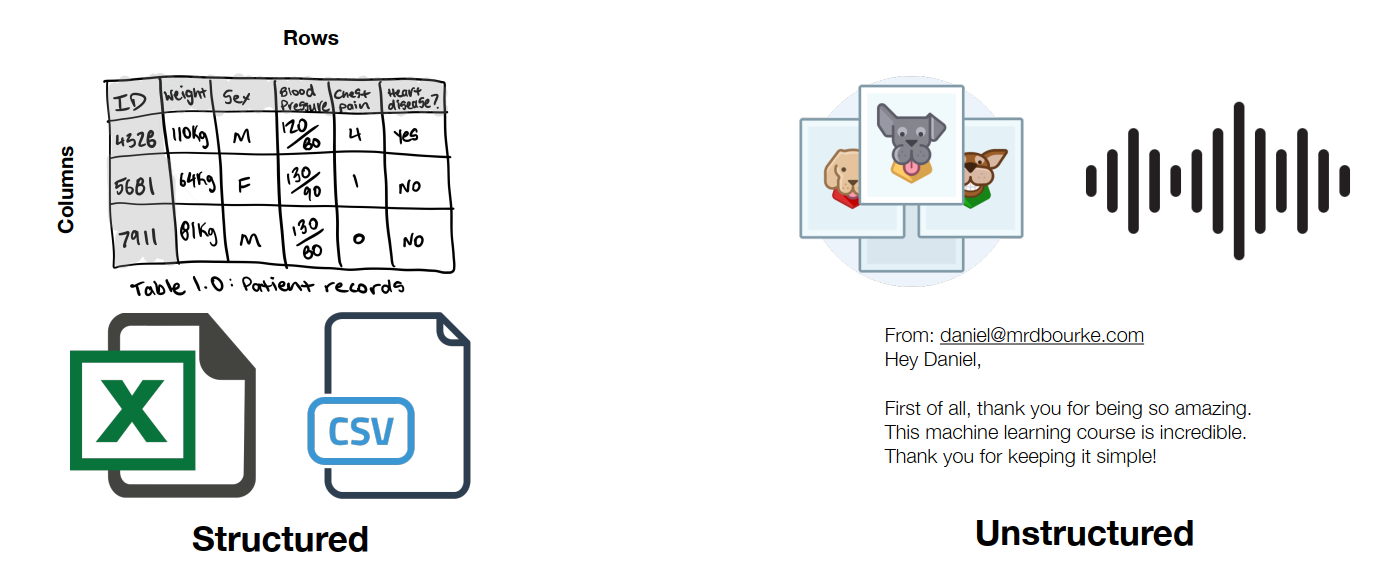 Rows
Columns
ID Weight Sex Blood Pressure Chest pain Heart disease?
4328 110Kg M 120/80 4 Yes
5681 64Kg F 130/90 1 No
7911 81Kg M 130/80 0 No
Table 1.0: Patient records
X
CSV
Structured
From: daniel@mrdbourke.com
Hey Daniel,
First of all, thank you for being so amazing.
This machine learning course is incredible.
Thank you for keeping it simple!
Unstructured